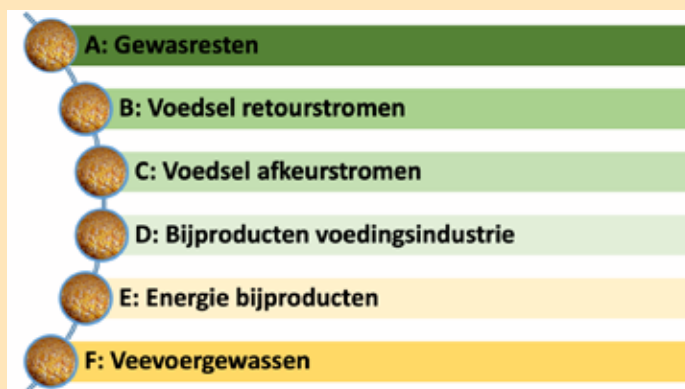 A: Gewasresten
B: Voedsel retourstromen
C: Voedsel afkeurstromen
D: Bijproducten voedingsindustrie
E: Energie bijproducten
F: Veevoergewassen